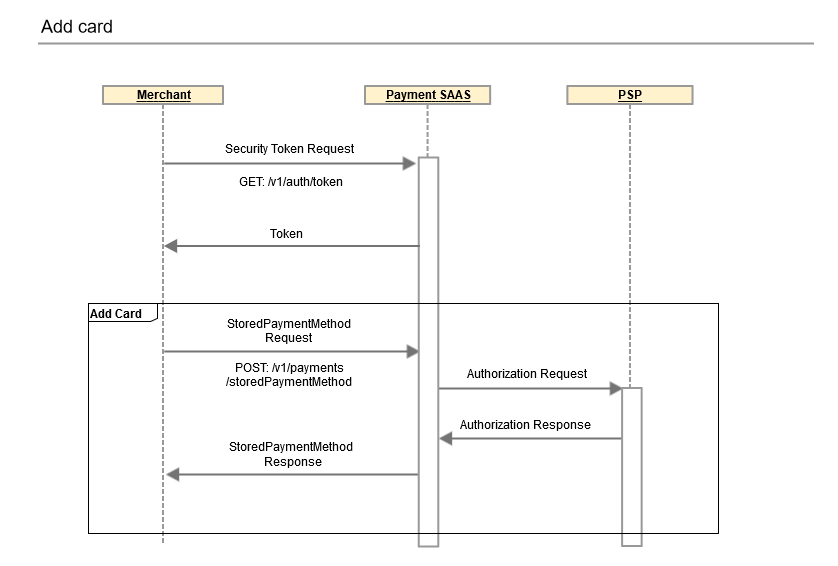 Add card
Merchant
Payment SAAS
PSP
Security Token Request
GET: /v1/auth/token
Token
Add Card
StoredPaymentMethod
Request
POST: /v1/payments
/storedPaymentMethod
Authorization Request
Authorization Response
StoredPaymentMethod
Response